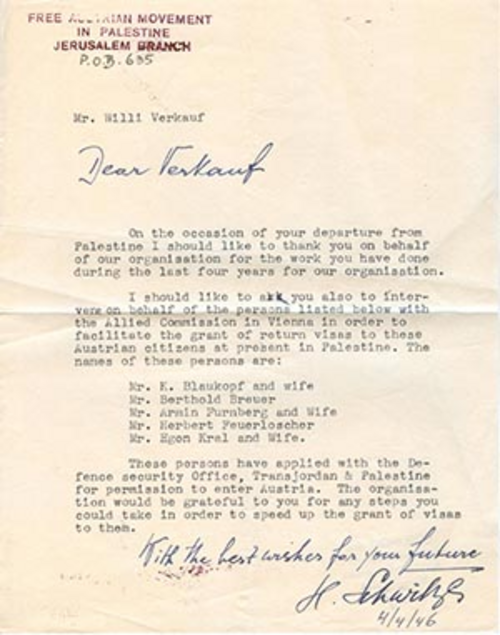 FREE AUSTRIAN MOVEMENT
IN PALESTINE
JERUSALEM BRANCH
P.O.B. 635
Mr. Willi Verkauf
Dear Verkauf
On the occasion of your departure from
Palestine I should like to thank you on behalf
of our organisation for the work you have done
during the last four years for our organisation.
I should like to ask you also to inter-
vene on behalf of the persons listed below with
the Allied Commission in Vienna in order to
facilitate the grant of return visas to these
Austrian citizens at present in Palestine. The
names of these persons are:
Mr. K. Blaukopf and wife
Mr. Berthold Breuer
Mr. Armin Furnberg and Wife
Mr. Herbert Feuerloscher
Mr. Egon Kral and Wife.
These persons have applied with the De-
fence security Office, Transjordan & Palestine
for permission to enter Austria. The organisa-
tion would be grateful to you for any steps you
could take in order to speed up the grant of visas
to them.
With the best wishes for your future
H.
4/4/46